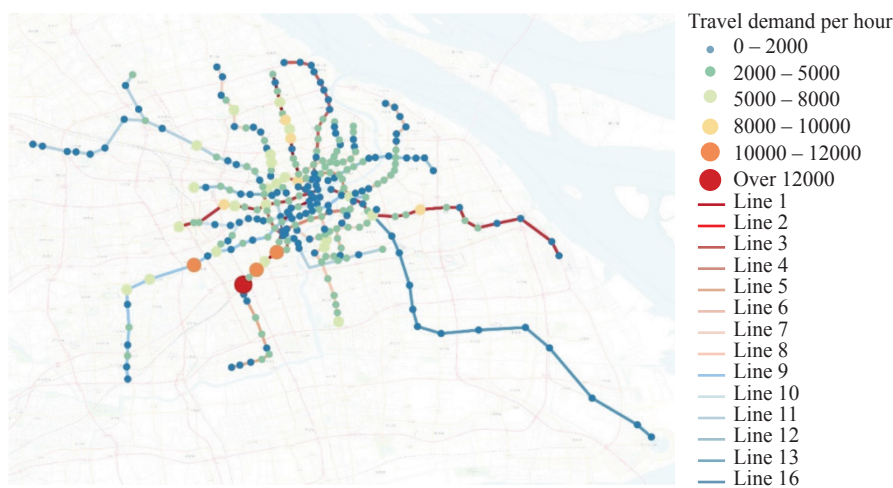 Travel demand per hour
0 – 2000
2000 – 5000
5000 – 8000
8000 – 10000
10000 – 12000
Over 12000
Line 1
Line 2
Line 3
Line 4
Line 5
Line 6
Line 7
Line 8
Line 9
Line 10
Line 11
Line 12
Line 13
Line 16